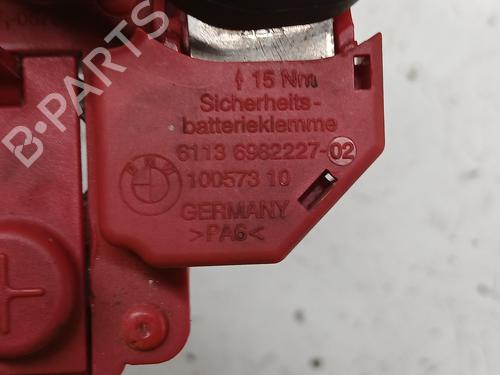 ↑ 15 Nm
Sicherheits-
batterieklemme
6113 6982227-02
BMW
100573 10
GERMANY
>PA6<
B-Parts